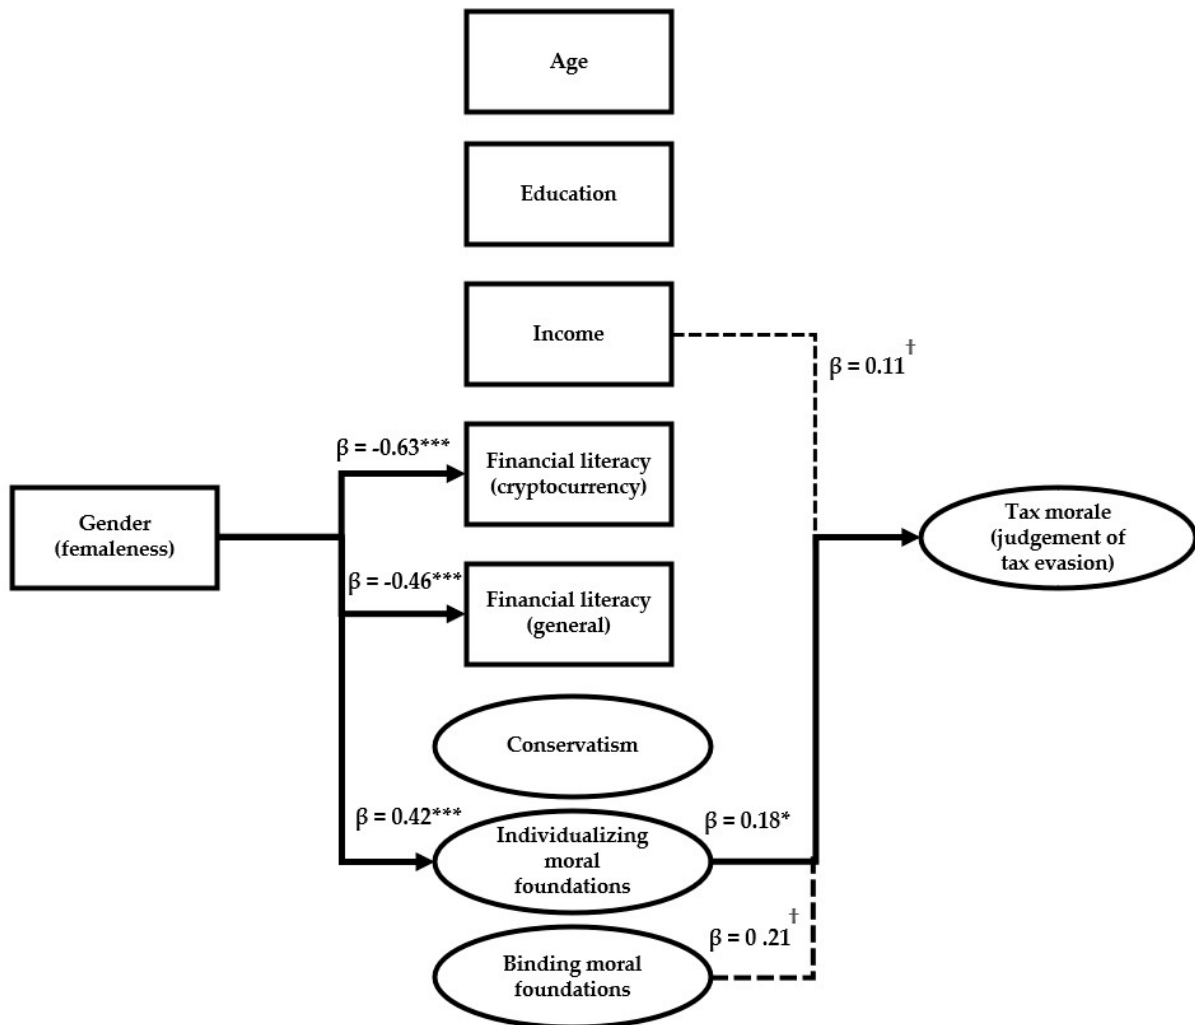 Age
Education
Income
β = 0.11†
β = -0.63***
Financial literacy
(cryptocurrency)
Gender
(femaleness)
Tax morale
(judgement of
tax evasion)
β = -0.46***
Financial literacy
(general)
Conservatism
β = 0.42***
Individualizing
moral
foundations
β = 0.18*
β = 0 .21†
Binding moral
foundations